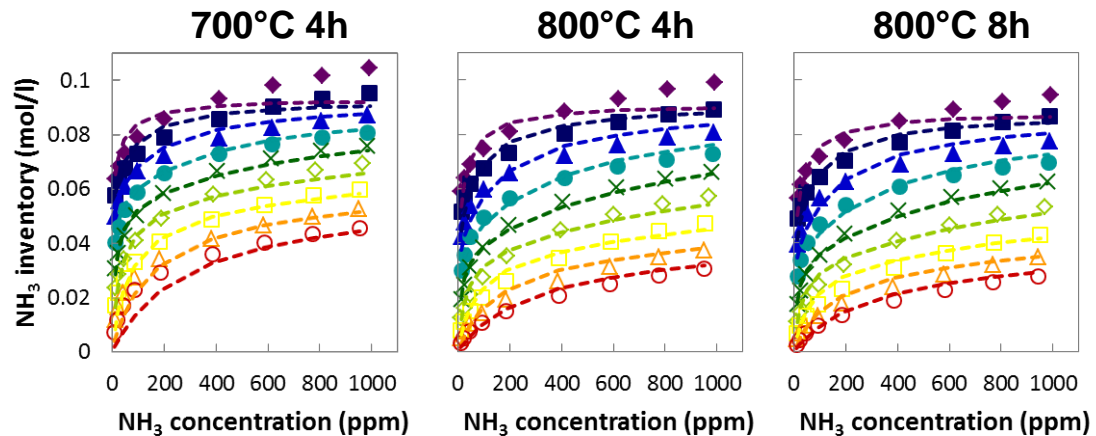 700°C 4h
800°C 4h
800°C 8h
NH₃ inventory (mol/l)
0.1
0.08
0.06
0.04
0.02
0
0 200 400 600 800 1000
0 200 400 600 800 1000
0 200 400 600 800 1000
NH₃ concentration (ppm)
NH₃ concentration (ppm)
NH₃ concentration (ppm)